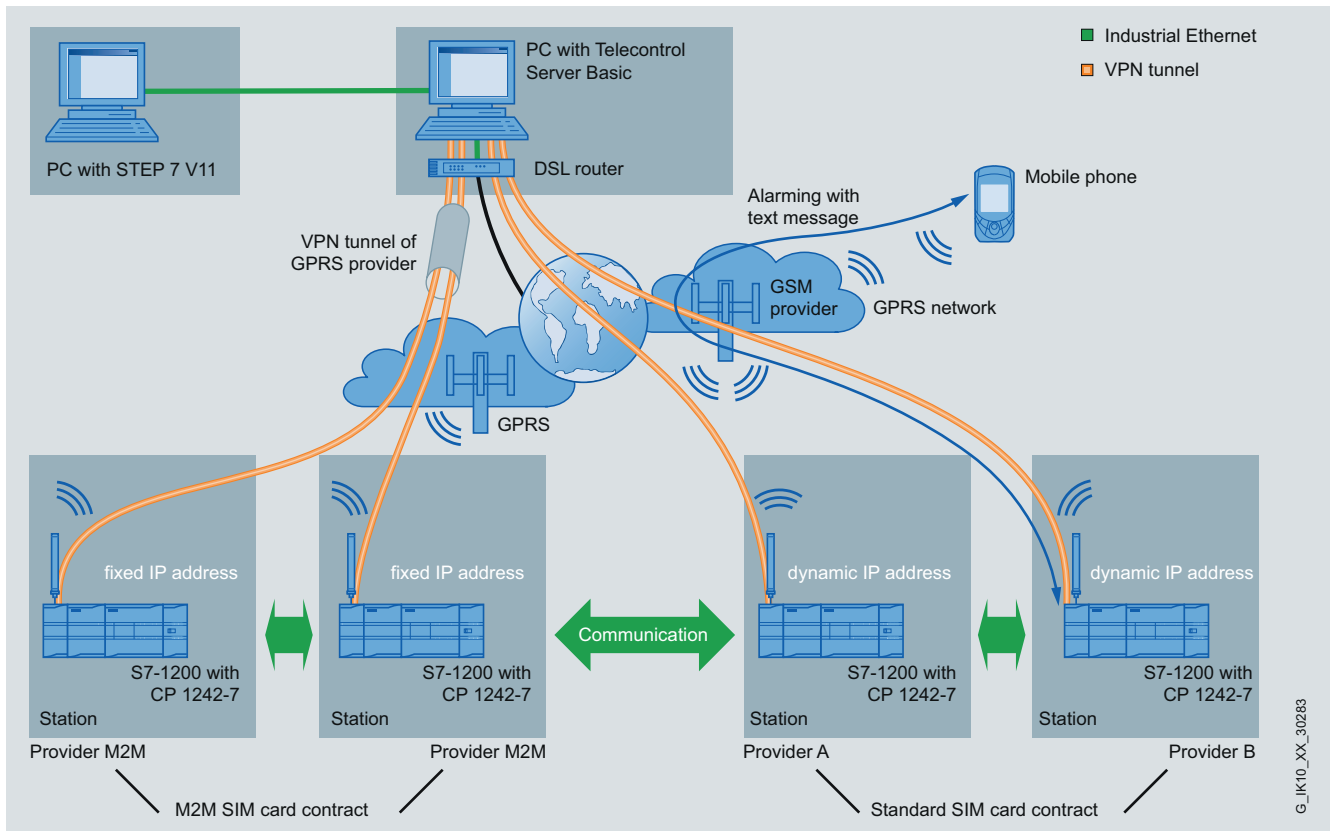 PC with STEP 7 V11
PC with Telecontrol
Server Basic
DSL router
Industrial Ethernet
VPN tunnel
Mobile phone
Alarming with
text message
VPN tunnel of
GPRS provider
GSM
provider
GPRS network
GPRS
fixed IP address
S7-1200 with
CP 1242-7
Station
Provider M2M
fixed IP address
S7-1200 with
CP 1242-7
Station
Provider M2M
Communication
dynamic IP address
S7-1200 with
CP 1242-7
Station
Provider A
dynamic IP address
S7-1200 with
CP 1242-7
Station
Provider B
M2M SIM card contract
Standard SIM card contract
G_IK10_XX_30283